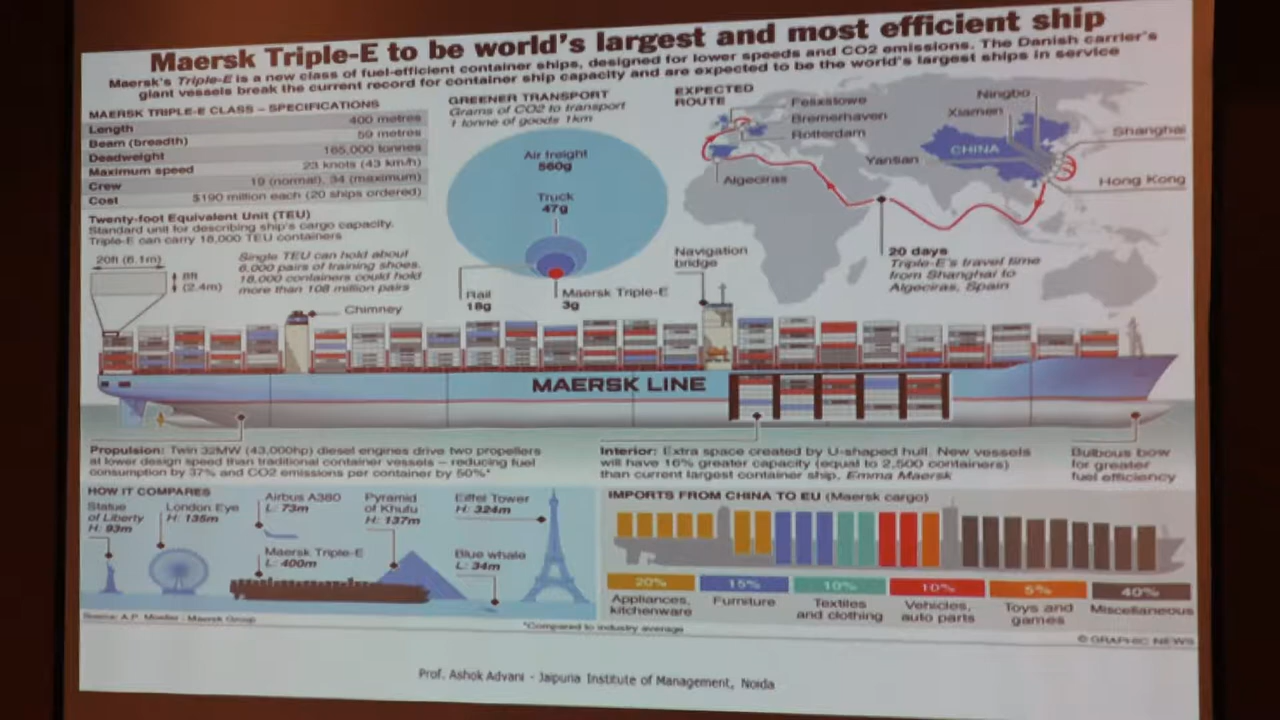 Maersk Triple-E to be world's largest and most efficient ship
Maersk's Triple-E is a new class of fuel-efficient container ships, designed for lower speeds and CO2 emissions. The Danish carrier's
giant vessels break the current record for container ship capacity and are expected to be the world's largest ships in service
MAERSK TRIPLE-E CLASS – SPECIFICATIONS
Length 400 metres
Beam (breadth) 59 metres
Deadweight 165,000 tonnes
Maximum speed 23 knots (43 km/h)
Crew 19 (normal), 34 (maximum)
Cost $190 million each (20 ships ordered)
Twenty-foot Equivalent Unit (TEU)
Standard unit for describing ship's cargo capacity.
Triple-E can carry 18,000 TEU containers
20ft (6.1m)
8ft
(2.4m)
Single TEU can hold about
6,000 pairs of training shoes.
18,000 containers could hold
more than 108 million pairs
Chimney
GREENER TRANSPORT
Grams of CO2 to transport
1 tonne of goods 1km
Air freight
560g
Truck
47g
Rail
18g
Maersk Triple-E
3g
EXPECTED
ROUTE
Felixstowe
Bremerhaven
Rotterdam
Algeciras
Ningbo
Xiamen
Shanghai
CHINA
Yantian
Hong Kong
20 days
Triple-E's travel time
from Shanghai to
Algeciras, Spain
Navigation
bridge
MAERSK LINE
Propulsion: Twin 32MW (43,000hp) diesel engines drive two propellers
at lower design speed than traditional container vessels – reducing fuel
consumption by 37% and CO2 emissions per container by 50%*
Interior: Extra space created by U-shaped hull. New vessels
will have 16% greater capacity (equal to 2,500 containers)
than current largest container ship, Emma Maersk
Bulbous bow
for greater
fuel efficiency
HOW IT COMPARES
Statue
of Liberty
H: 93m
London Eye
H: 135m
Airbus A380
L: 73m
Maersk Triple-E
L: 400m
Pyramid
of Khufu
H: 137m
Eiffel Tower
H: 324m
Blue whale
L: 34m
IMPORTS FROM CHINA TO EU (Maersk cargo)
20% 15% 10% 10% 5% 40%
Appliances,
kitchenware
Furniture
Textiles
and clothing
Vehicles,
auto parts
Toys and
games
Miscellaneous
Source: A.P. Moeller - Maersk Group
*Compared to industry average
© GRAPHIC NEWS
Prof. Ashok Advani - Jaipuria Institute of Management, Noida